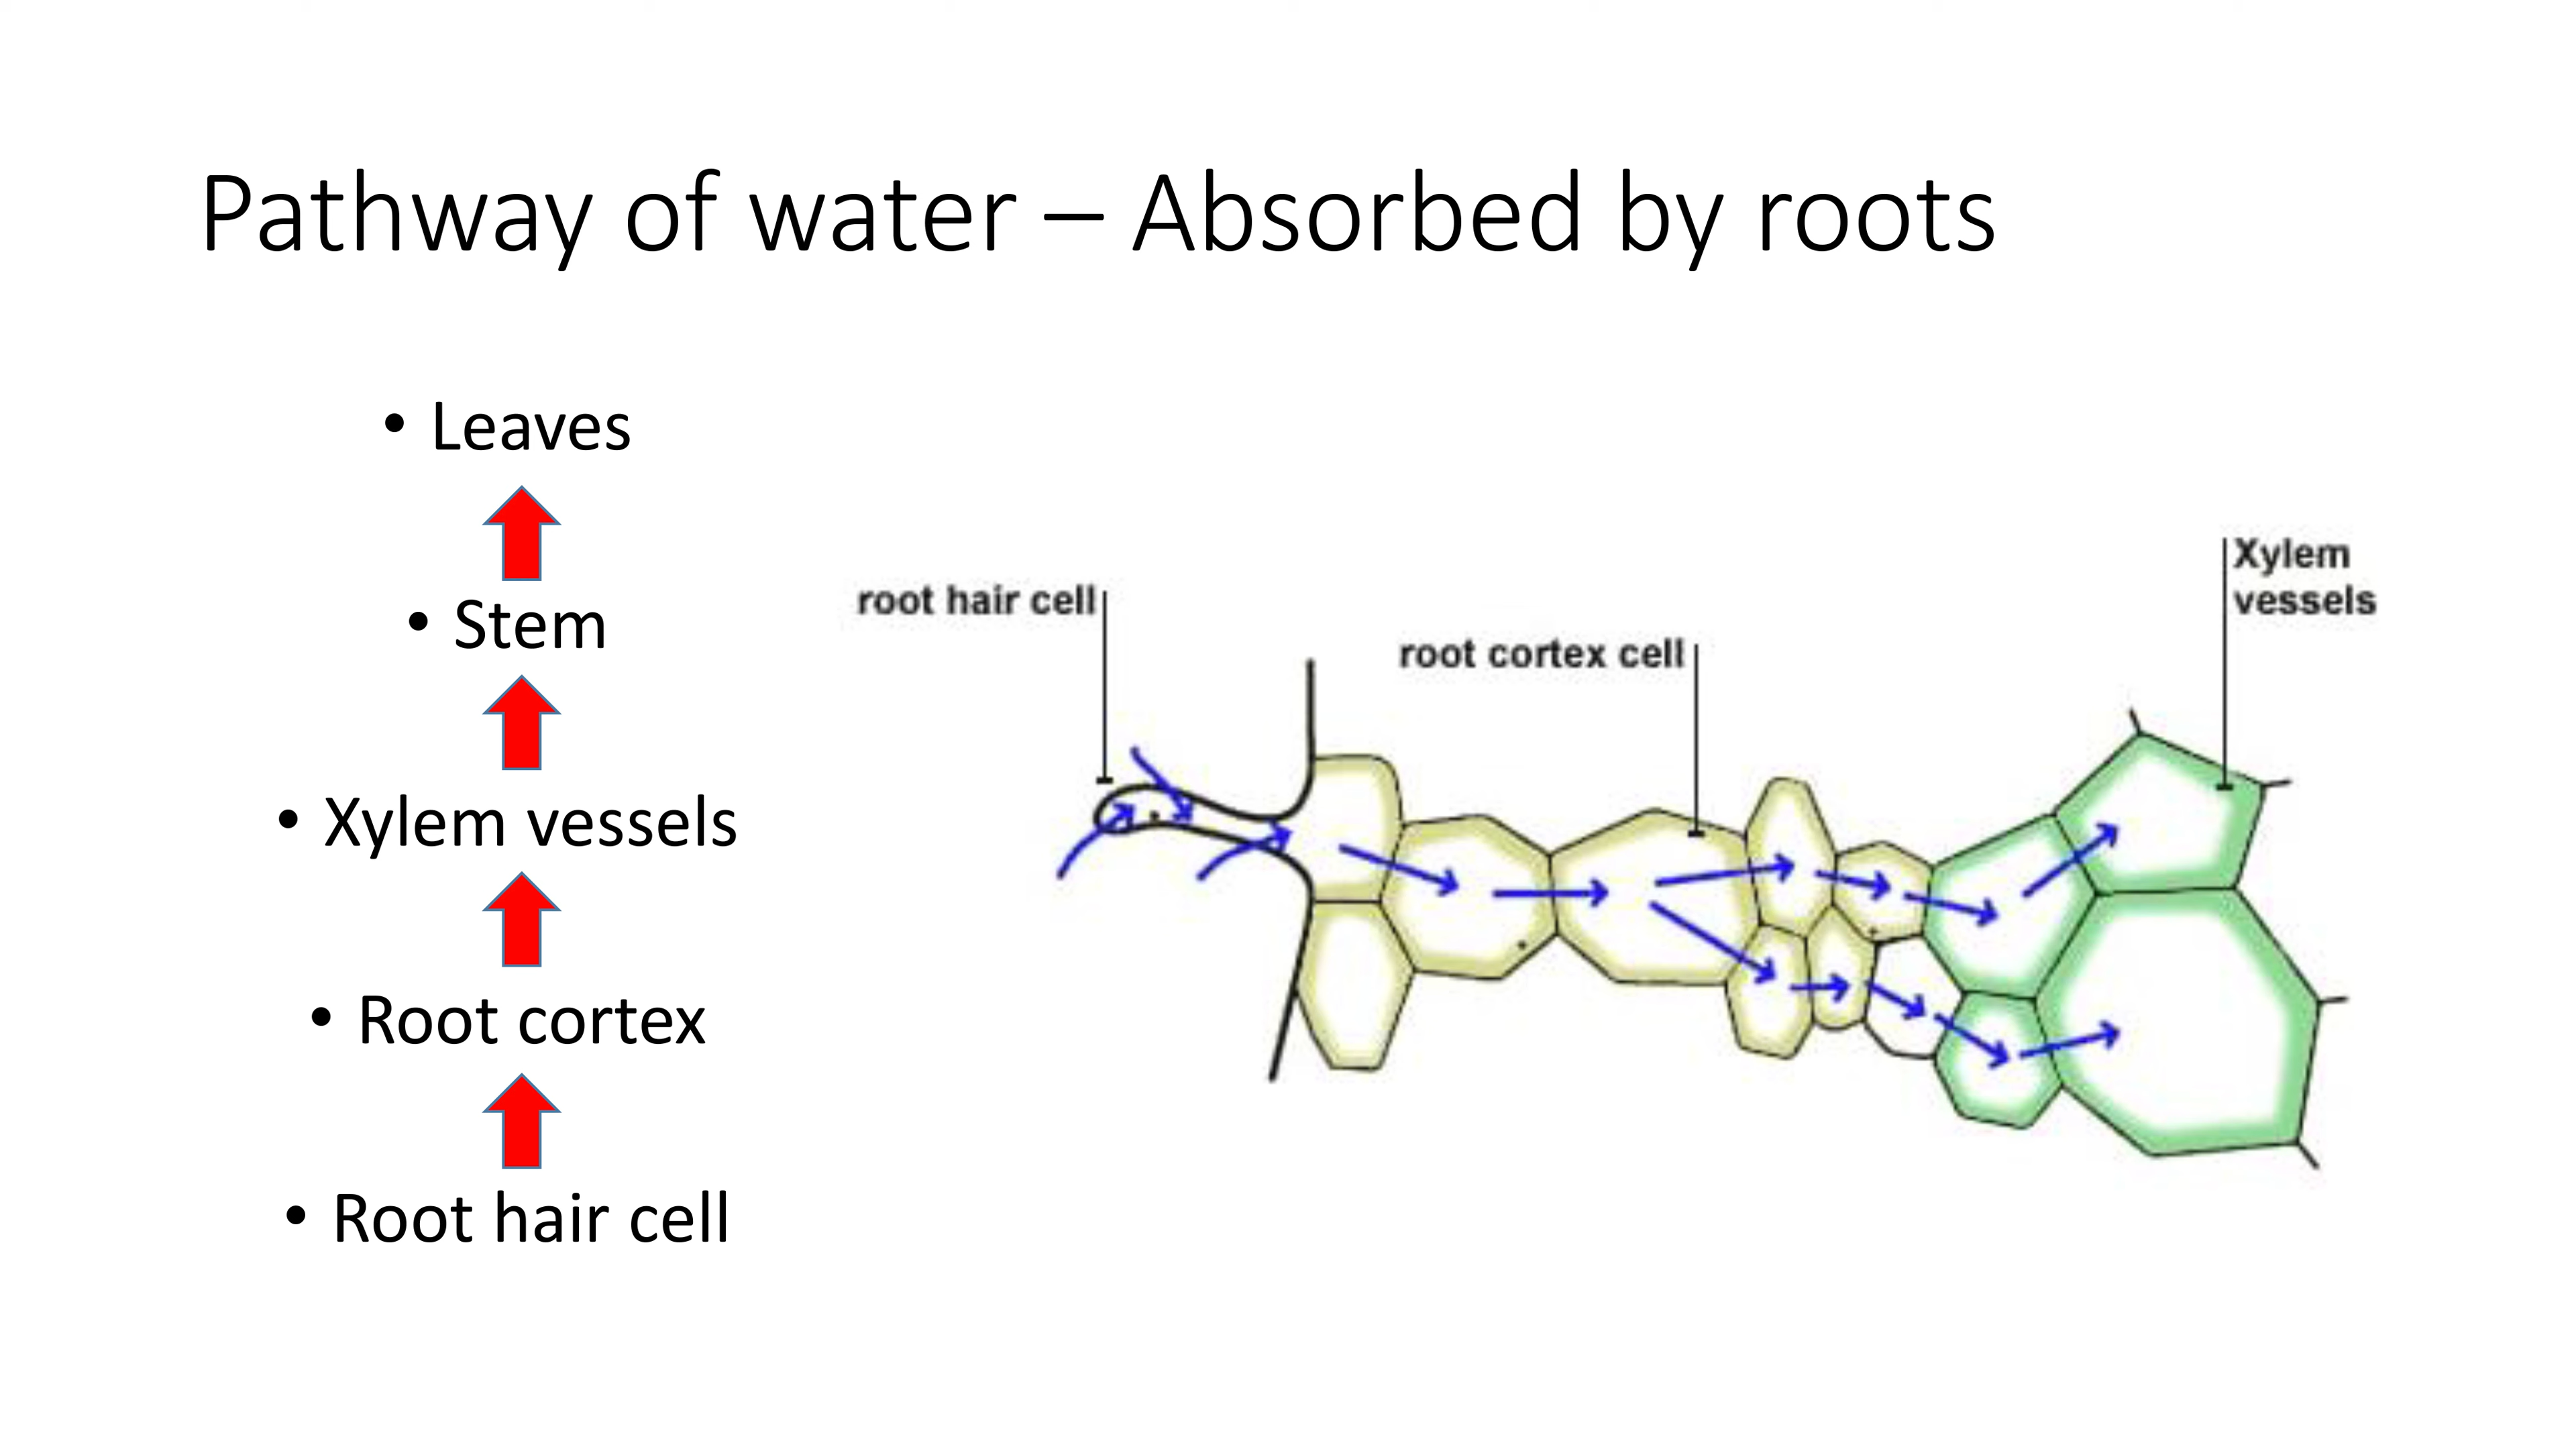 Pathway of water – Absorbed by roots
• Leaves
• Stem
• Xylem vessels
• Root cortex
• Root hair cell
root hair cell
root cortex cell
Xylem
vessels